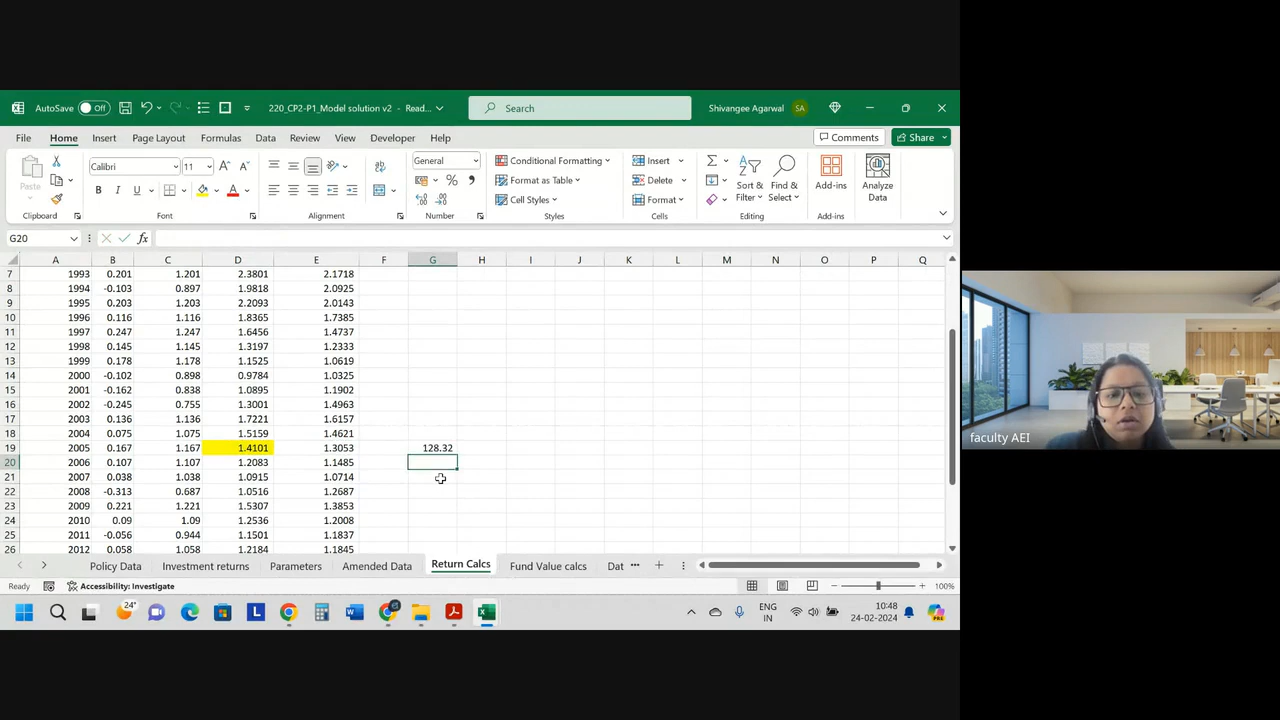 AutoSave Off 220_CP2-P1_Model solution v2 - Read... Search Shivangee Agarwal SA
File Home Insert Page Layout Formulas Data Review View Developer Help Comments Share
Paste Calibri 11 A A General Conditional Formatting Insert Sort & Filter Find & Select Add-ins Analyze Data
B I U A % Format as Table Delete
Cell Styles Format
Clipboard Font Alignment Number Styles Cells Editing Add-ins
G20 fx
A B C D E F G H I J K L M N O P Q
7 1993 0.201 1.201 2.3801 2.1718
8 1994 -0.103 0.897 1.9818 2.0925
9 1995 0.203 1.203 2.2093 2.0143
10 1996 0.116 1.116 1.8365 1.7385
11 1997 0.247 1.247 1.6456 1.4737
12 1998 0.145 1.145 1.3197 1.2333
13 1999 0.178 1.178 1.1525 1.0619
14 2000 -0.102 0.898 0.9784 1.0325
15 2001 -0.162 0.838 1.0895 1.1902
16 2002 -0.245 0.755 1.3001 1.4963
17 2003 0.136 1.136 1.7221 1.6157
18 2004 0.075 1.075 1.5159 1.4621
19 2005 0.167 1.167 1.4101 1.3053 128.32
20 2006 0.107 1.107 1.2083 1.1485
21 2007 0.038 1.038 1.0915 1.0714
22 2008 -0.313 0.687 1.0516 1.2687
23 2009 0.221 1.221 1.5307 1.3853
24 2010 0.09 1.09 1.2536 1.2008
25 2011 -0.056 0.944 1.1501 1.1837
26 2012 0.058 1.058 1.2184 1.1845
Policy Data Investment returns Parameters Amended Data Return Calcs Fund Value calcs Dat ...
Ready Accessibility: Investigate 100%
24° L ENG IN 10:48 24-02-2024
faculty AEI